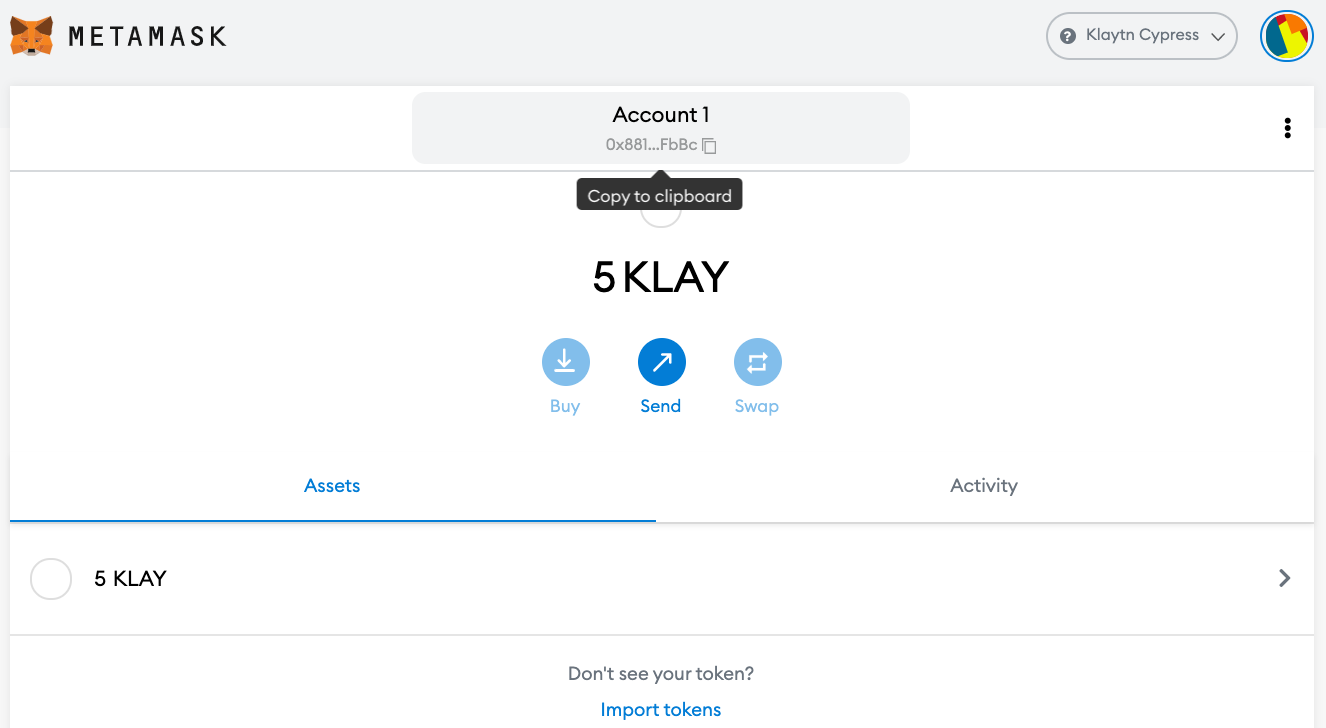 METAMASK
Klaytn Cypress
Account 1
0x881...FbBc
Copy to clipboard
5 KLAY
Buy
Send
Swap
Assets
Activity
5 KLAY
Don't see your token?
Import tokens